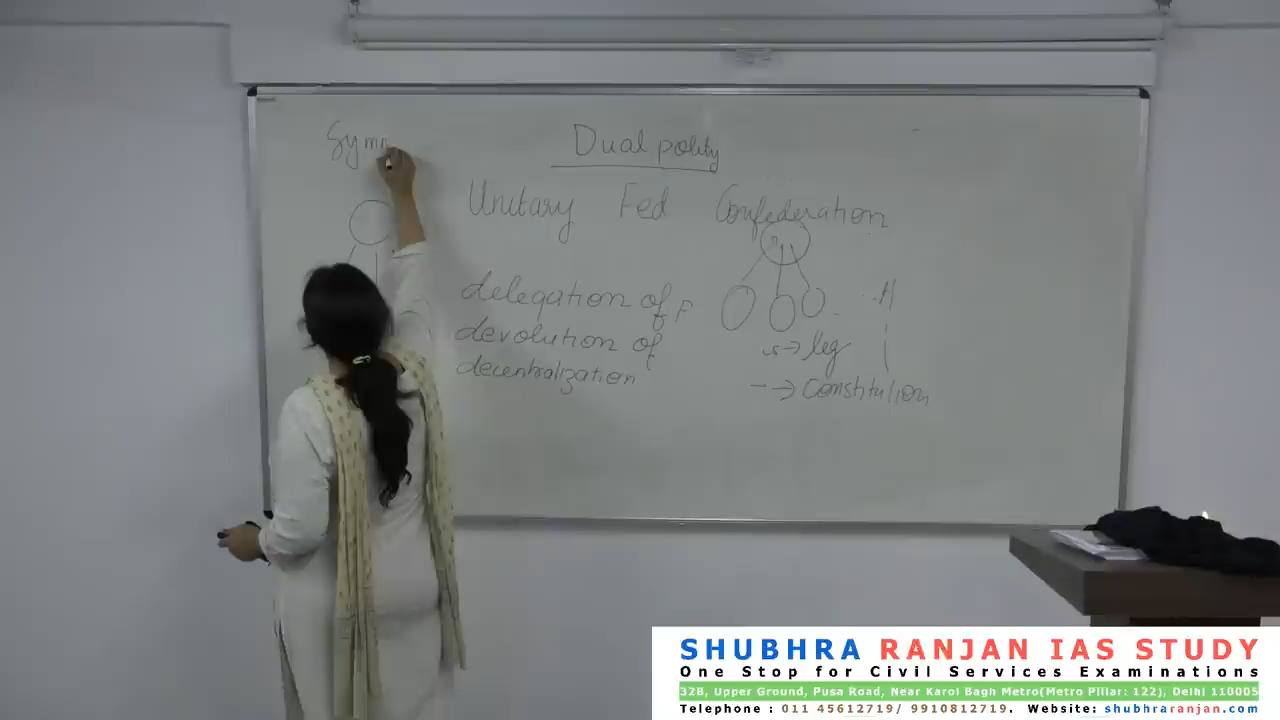 Dual polity
Symm
Unitary Fed Confederation
delegation of P
devolution of
decentralization
→ leg
→ Constitution
SHUBHRA RANJAN IAS STUDY
One Stop for Civil Services Examinations
32B, Upper Ground, Pusa Road, Near Karol Bagh Metro(Metro Pillar: 122), Delhi 110005
Telephone : 011 45612719/ 9910812719. Website: shubhraranjan.com